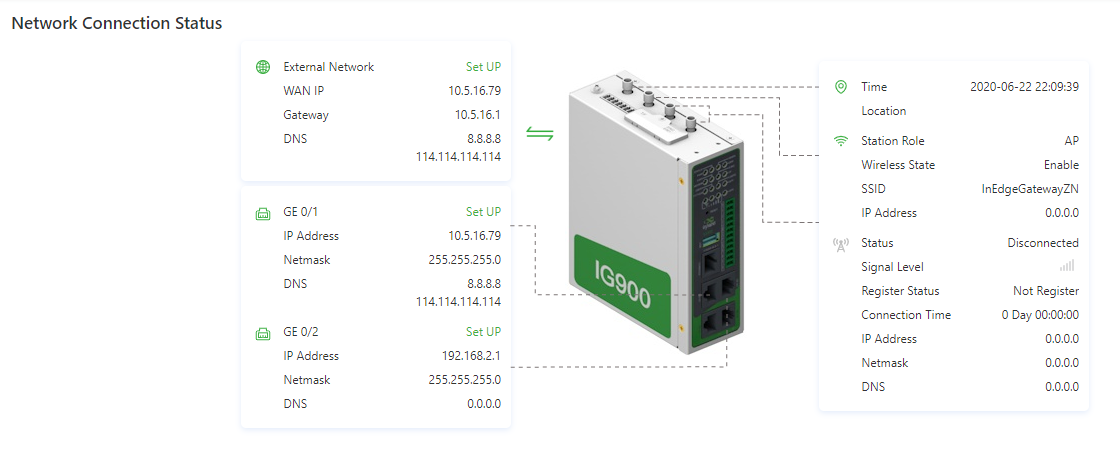 Network Connection Status
External Network Set UP
WAN IP 10.5.16.79
Gateway 10.5.16.1
DNS 8.8.8.8
114.114.114.114
GE 0/1 Set UP
IP Address 10.5.16.79
Netmask 255.255.255.0
DNS 8.8.8.8
114.114.114.114
GE 0/2 Set UP
IP Address 192.168.2.1
Netmask 255.255.255.0
DNS 0.0.0.0
IG900
Time 2020-06-22 22:09:39
Location
Station Role AP
Wireless State Enable
SSID InEdgeGatewayZN
IP Address 0.0.0.0
Status Disconnected
Signal Level
Register Status Not Register
Connection Time 0 Day 00:00:00
IP Address 0.0.0.0
Netmask 0.0.0.0
DNS 0.0.0.0